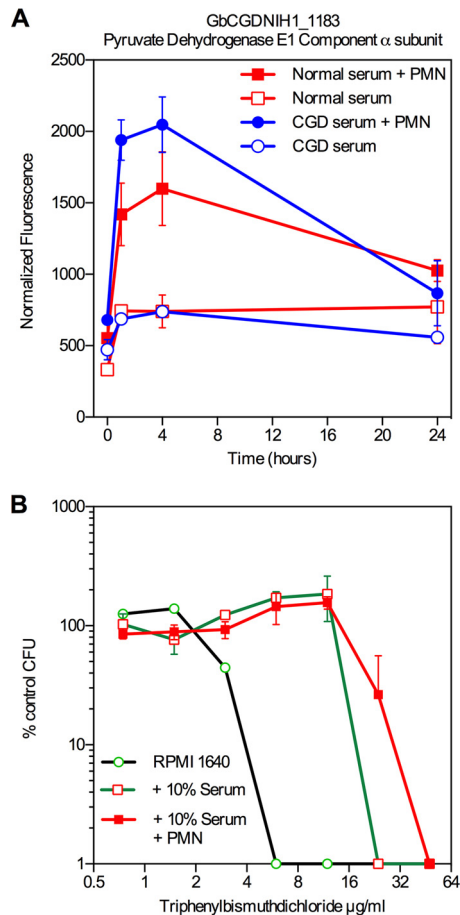 A
GbCGDNIH1_1183
Pyruvate Dehydrogenase E1 Component α subunit
2500
2000
1500
1000
500
0
Normalized Fluorescence
Normal serum + PMN
Normal serum
CGD serum + PMN
CGD serum
0 4 8 12 16 20 24
Time (hours)
B
1000
100
10
1
% control CFU
RPMI 1640
+ 10% Serum
+ 10% Serum
+ PMN
0.5 1 2 4 8 16 32 64
Triphenylbismuthdichloride µg/ml